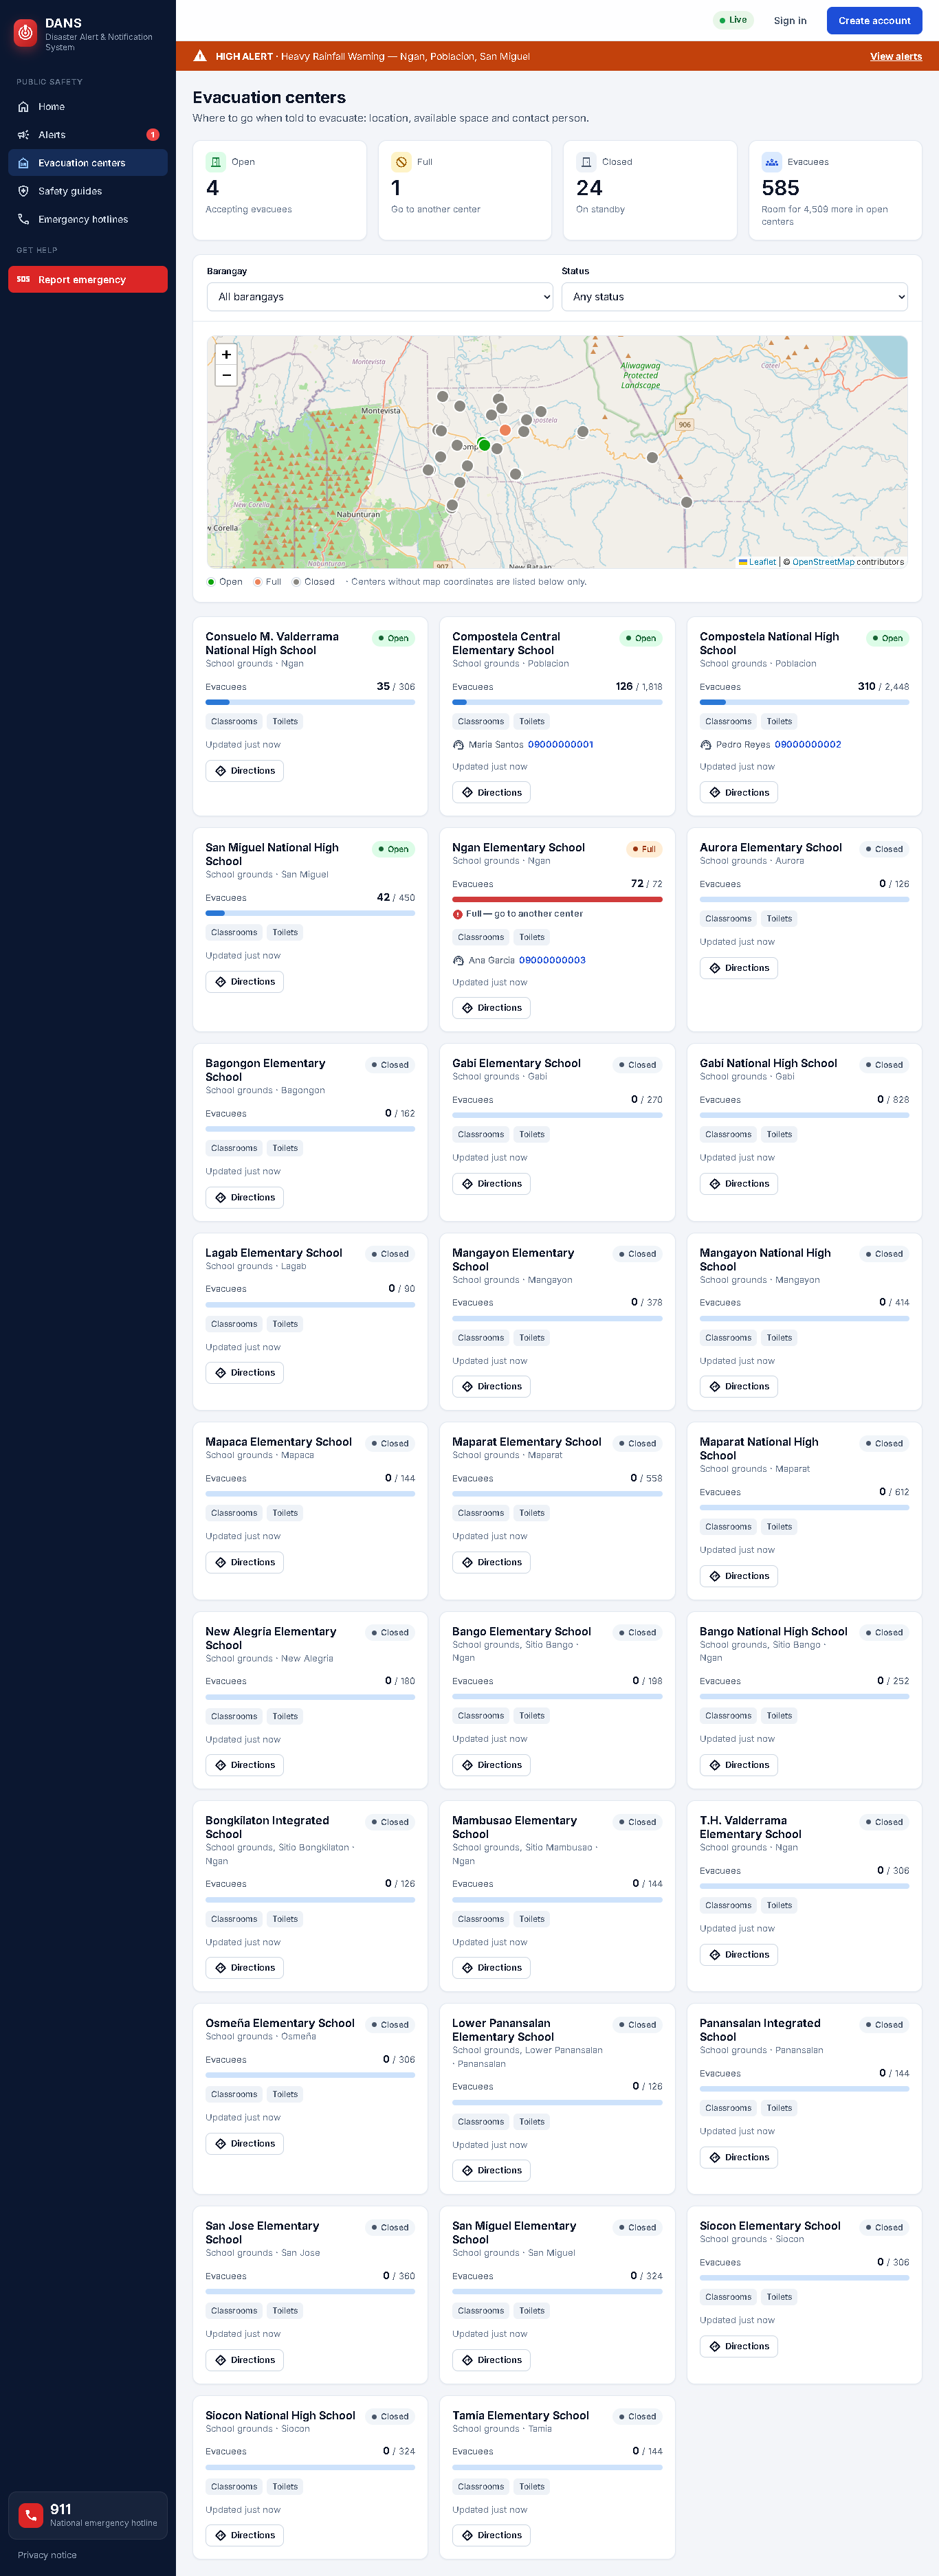 DANS
Disaster Alert & Notification
System
PUBLIC SAFETY
Home
Alerts 1
Evacuation centers
Safety guides
Emergency hotlines
GET HELP
SOS Report emergency
911
National emergency hotline
Privacy notice
Live Sign in Create account
HIGH ALERT · Heavy Rainfall Warning — Ngan, Poblacion, San Miguel View alerts
Evacuation centers
Where to go when told to evacuate: location, available space and contact person.
Open
4
Accepting evacuees
Full
1
Go to another center
Closed
24
On standby
Evacuees
585
Room for 4,509 more in open
centers
Barangay
All barangays
Status
Any status
+
−
Montevista
Montevista
Aliwagwag
Protected
Landscape
Cateel
906
New Corella
Nabunturan
Nabunturan
907
New Bataan
Leaflet | © OpenStreetMap contributors
Open Full Closed · Centers without map coordinates are listed below only.
Consuelo M. Valderrama
National High School
Open
School grounds · Ngan
Evacuees 35 / 306
Classrooms Toilets
Updated just now
Directions
Compostela Central
Elementary School
Open
School grounds · Poblacion
Evacuees 126 / 1,818
Classrooms Toilets
Maria Santos 09000000001
Updated just now
Directions
Compostela National High
School
Open
School grounds · Poblacion
Evacuees 310 / 2,448
Classrooms Toilets
Pedro Reyes 09000000002
Updated just now
Directions
San Miguel National High
School
Open
School grounds · San Miguel
Evacuees 42 / 450
Classrooms Toilets
Updated just now
Directions
Ngan Elementary School
Full
School grounds · Ngan
Evacuees 72 / 72
Full — go to another center
Classrooms Toilets
Ana Garcia 09000000003
Updated just now
Directions
Aurora Elementary School
Closed
School grounds · Aurora
Evacuees 0 / 126
Classrooms Toilets
Updated just now
Directions
Bagongon Elementary
School
Closed
School grounds · Bagongon
Evacuees 0 / 162
Classrooms Toilets
Updated just now
Directions
Gabi Elementary School
Closed
School grounds · Gabi
Evacuees 0 / 270
Classrooms Toilets
Updated just now
Directions
Gabi National High School
Closed
School grounds · Gabi
Evacuees 0 / 828
Classrooms Toilets
Updated just now
Directions
Lagab Elementary School
Closed
School grounds · Lagab
Evacuees 0 / 90
Classrooms Toilets
Updated just now
Directions
Mangayon Elementary
School
Closed
School grounds · Mangayon
Evacuees 0 / 378
Classrooms Toilets
Updated just now
Directions
Mangayon National High
School
Closed
School grounds · Mangayon
Evacuees 0 / 414
Classrooms Toilets
Updated just now
Directions
Mapaca Elementary School
Closed
School grounds · Mapaca
Evacuees 0 / 144
Classrooms Toilets
Updated just now
Directions
Maparat Elementary School
Closed
School grounds · Maparat
Evacuees 0 / 558
Classrooms Toilets
Updated just now
Directions
Maparat National High
School
Closed
School grounds · Maparat
Evacuees 0 / 612
Classrooms Toilets
Updated just now
Directions
New Alegria Elementary
School
Closed
School grounds · New Alegria
Evacuees 0 / 180
Classrooms Toilets
Updated just now
Directions
Bango Elementary School
Closed
School grounds, Sitio Bango ·
Ngan
Evacuees 0 / 198
Classrooms Toilets
Updated just now
Directions
Bango National High School
Closed
School grounds, Sitio Bango ·
Ngan
Evacuees 0 / 252
Classrooms Toilets
Updated just now
Directions
Bongkilaton Integrated
School
Closed
School grounds, Sitio Bongkilaton ·
Ngan
Evacuees 0 / 126
Classrooms Toilets
Updated just now
Directions
Mambusao Elementary
School
Closed
School grounds, Sitio Mambusao ·
Ngan
Evacuees 0 / 144
Classrooms Toilets
Updated just now
Directions
T.H. Valderrama
Elementary School
Closed
School grounds · Ngan
Evacuees 0 / 306
Classrooms Toilets
Updated just now
Directions
Osmeña Elementary School
Closed
School grounds · Osmeña
Evacuees 0 / 306
Classrooms Toilets
Updated just now
Directions
Lower Panansalan
Elementary School
Closed
School grounds, Lower Panansalan
· Panansalan
Evacuees 0 / 126
Classrooms Toilets
Updated just now
Directions
Panansalan Integrated
School
Closed
School grounds · Panansalan
Evacuees 0 / 144
Classrooms Toilets
Updated just now
Directions
San Jose Elementary
School
Closed
School grounds · San Jose
Evacuees 0 / 360
Classrooms Toilets
Updated just now
Directions
San Miguel Elementary
School
Closed
School grounds · San Miguel
Evacuees 0 / 324
Classrooms Toilets
Updated just now
Directions
Siocon Elementary School
Closed
School grounds · Siocon
Evacuees 0 / 306
Classrooms Toilets
Updated just now
Directions
Siocon National High School
Closed
School grounds · Siocon
Evacuees 0 / 324
Classrooms Toilets
Updated just now
Directions
Tamia Elementary School
Closed
School grounds · Tamia
Evacuees 0 / 144
Classrooms Toilets
Updated just now
Directions